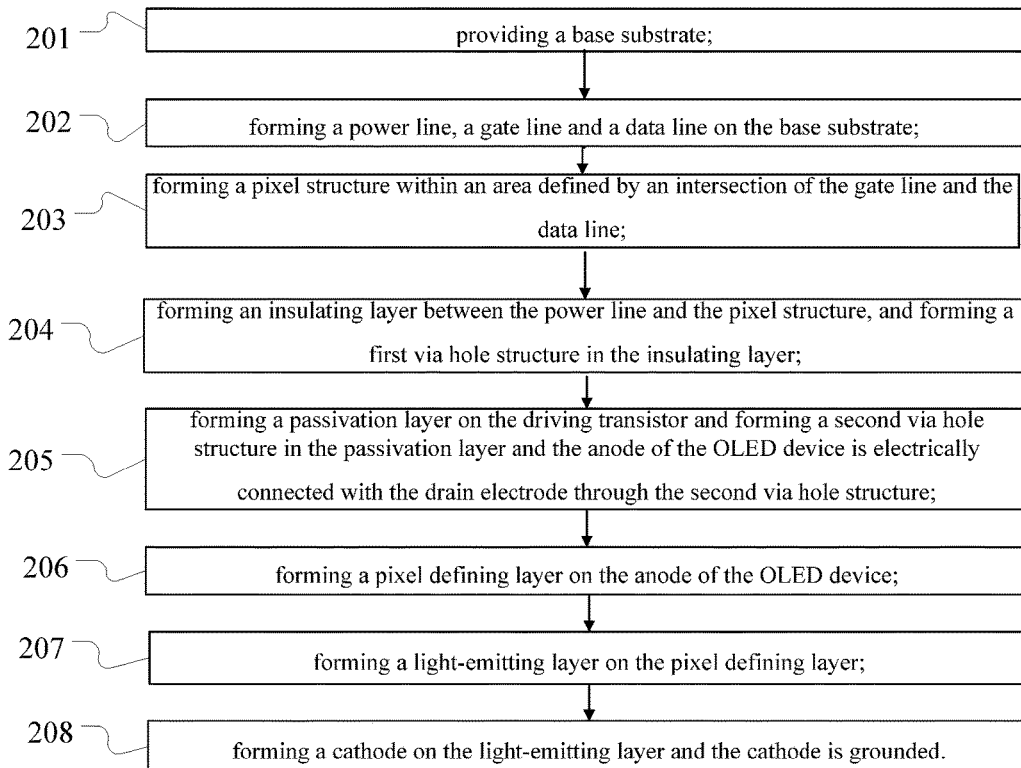 201
providing a base substrate;
202
forming a power line, a gate line and a data line on the base substrate;
203
forming a pixel structure within an area defined by an intersection of the gate line and the
data line;
204
forming an insulating layer between the power line and the pixel structure, and forming a
first via hole structure in the insulating layer;
205
forming a passivation layer on the driving transistor and forming a second via hole
structure in the passivation layer and the anode of the OLED device is electrically
connected with the drain electrode through the second via hole structure;
206
forming a pixel defining layer on the anode of the OLED device;
207
forming a light-emitting layer on the pixel defining layer;
208
forming a cathode on the light-emitting layer and the cathode is grounded.